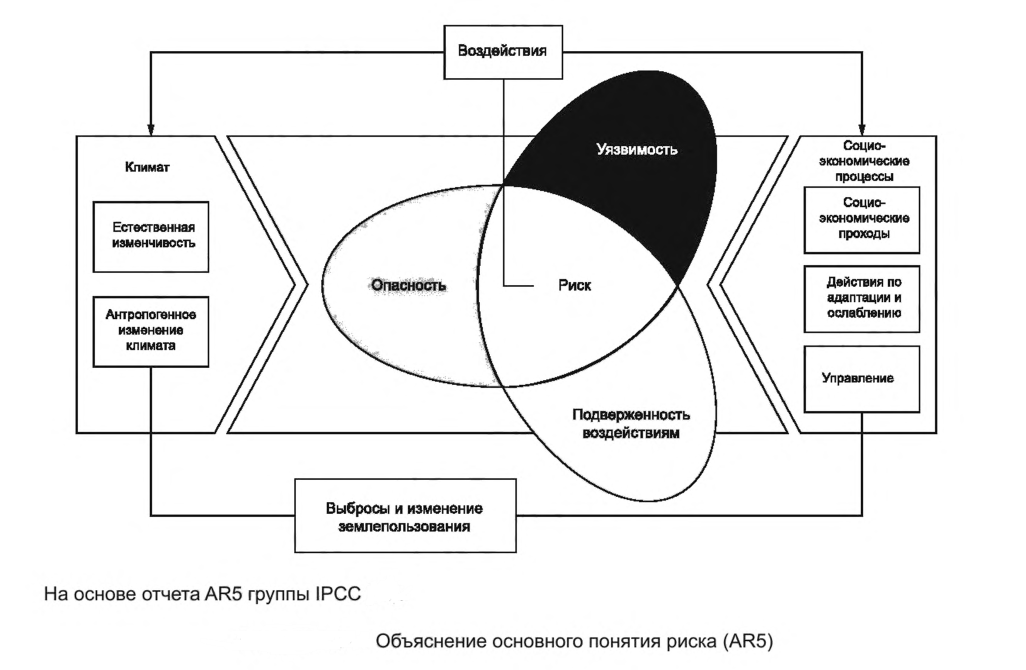 Воздействия
Климат
Естественная
изменчивость
Антропогенное
изменение
климата
Уязвимость
Опасность
Риск
Подверженность
воздействиям
Социо-
экономические
процессы
Социо-
экономические
проходы
Действия по
адаптации и
ослаблению
Управление
Выбросы и изменение
землепользования
На основе отчета AR5 группы IPCC
Объяснение основного понятия риска (AR5)